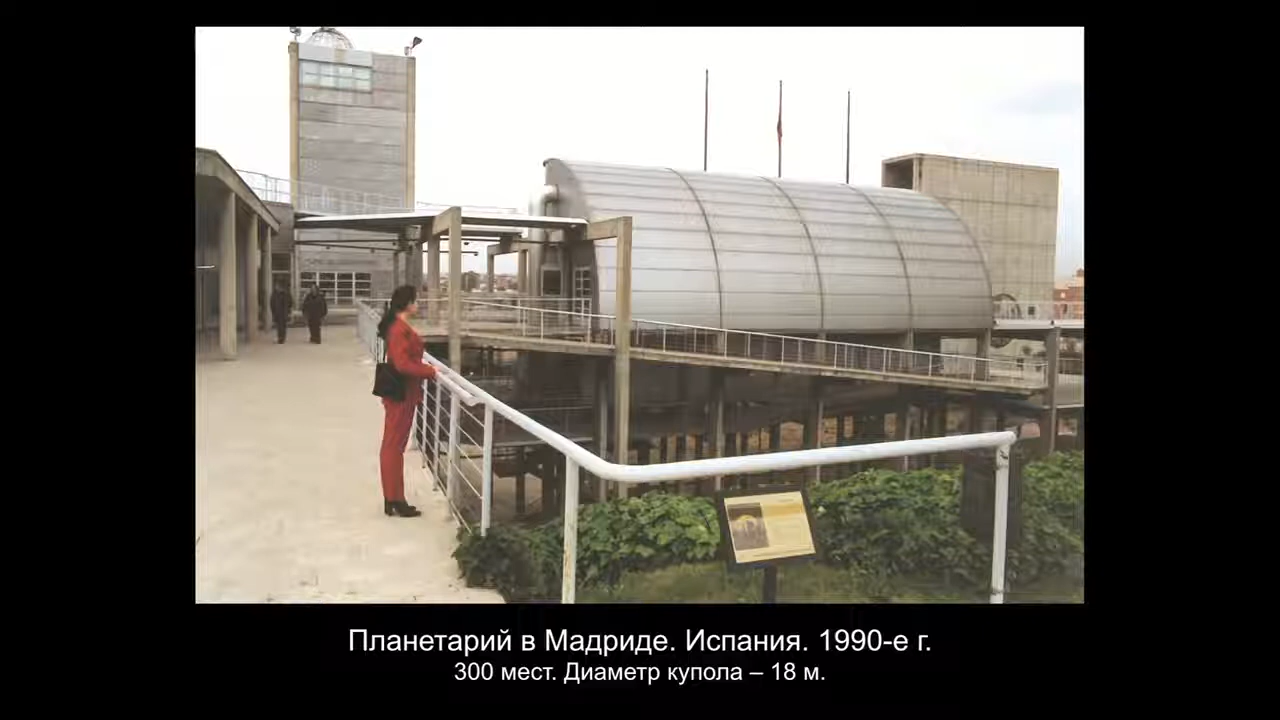 Планетарий в Мадриде. Испания. 1990-е г.
300 мест. Диаметр купола – 18 м.